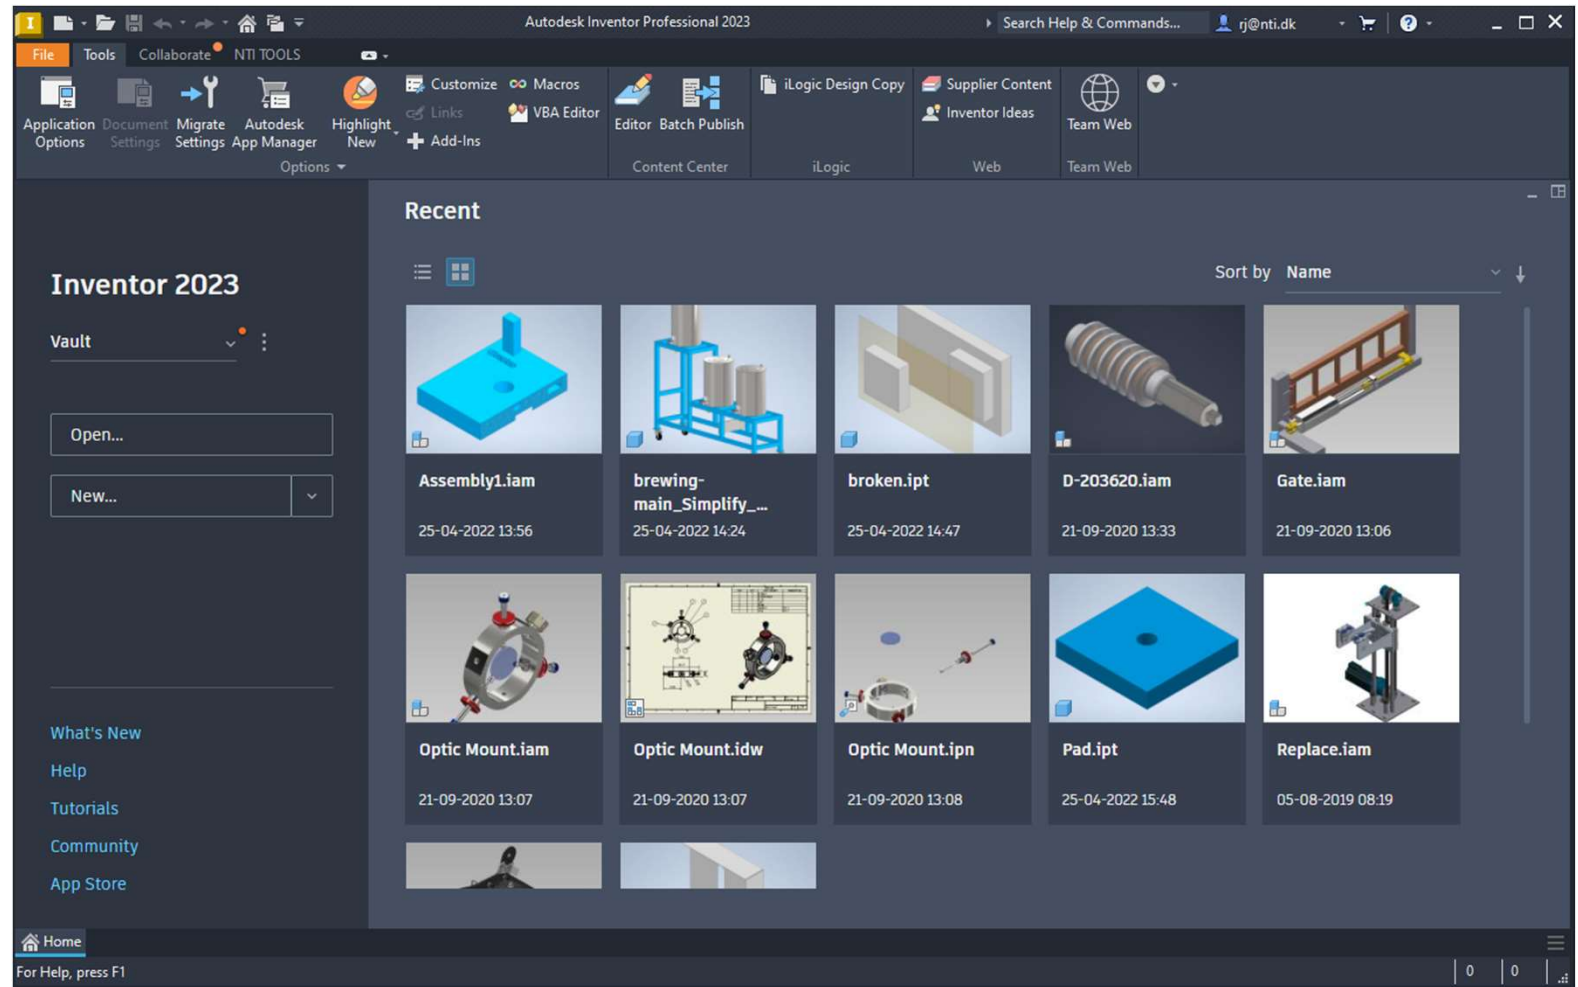 I
Autodesk Inventor Professional 2023
Search Help & Commands...
rj@nti.dk
?
File
Tools
Collaborate
NTI TOOLS
Application
Options
Document
Settings
Migrate
Settings
Autodesk
App Manager
Highlight
New
Customize
Links
Add-Ins
Macros
VBA Editor
Options
Editor
Batch Publish
Content Center
iLogic Design Copy
iLogic
Supplier Content
Inventor Ideas
Web
Team Web
Team Web
Inventor 2023
Vault
Open...
New...
What's New
Help
Tutorials
Community
App Store
Recent
Sort by Name
Assembly1.iam
25-04-2022 13:56
brewing-
main_Simplify_...
25-04-2022 14:24
broken.ipt
25-04-2022 14:47
D-203620.iam
21-09-2020 13:33
Gate.iam
21-09-2020 13:06
Optic Mount.iam
21-09-2020 13:07
Optic Mount.idw
21-09-2020 13:07
Optic Mount.ipn
21-09-2020 13:08
Pad.ipt
25-04-2022 15:48
Replace.iam
05-08-2019 08:19
Home
For Help, press F1
0
0